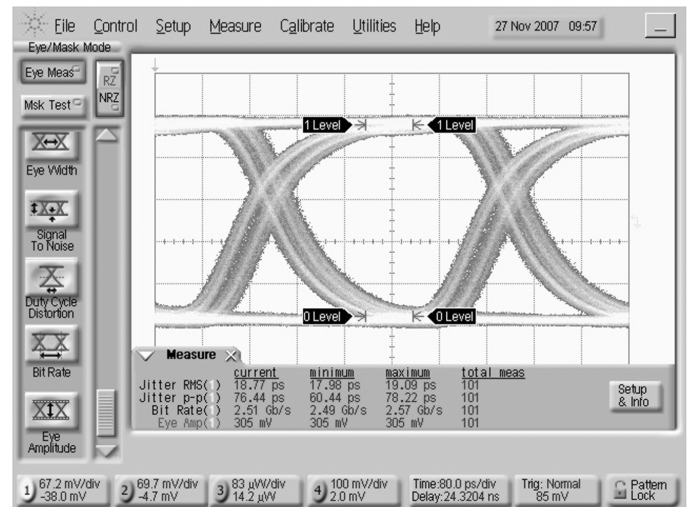 File Control Setup Measure Calibrate Utilities Help 27 Nov 2007 09:57
Eye/Mask Mode
Eye Meas
RZ
Msk Test
NRZ
Eye Width
Signal
To Noise
Duty Cycle
Distortion
Bit Rate
Eye
Amplitude
1 Level 1 Level
0 Level 0 Level
Measure
current minimum maximum total meas
Jitter RMS(1) 18.77 ps 17.98 ps 19.09 ps 101
Jitter p-p(1) 76.44 ps 60.44 ps 78.22 ps 101
Bit Rate(1) 2.51 Gb/s 2.49 Gb/s 2.57 Gb/s 101
Eye Amp(1) 305 mV 305 mV 305 mV 101
Setup
& Info
1 67.2 mV/div
-38.0 mV
2 69.7 mV/div
-4.7 mV
3 83 µW/div
14.2 µW
4 100 mV/div
2.0 mV
Time:80.0 ps/div
Delay:24.3204 ns
Trig: Normal
85 mV
Pattern
Lock